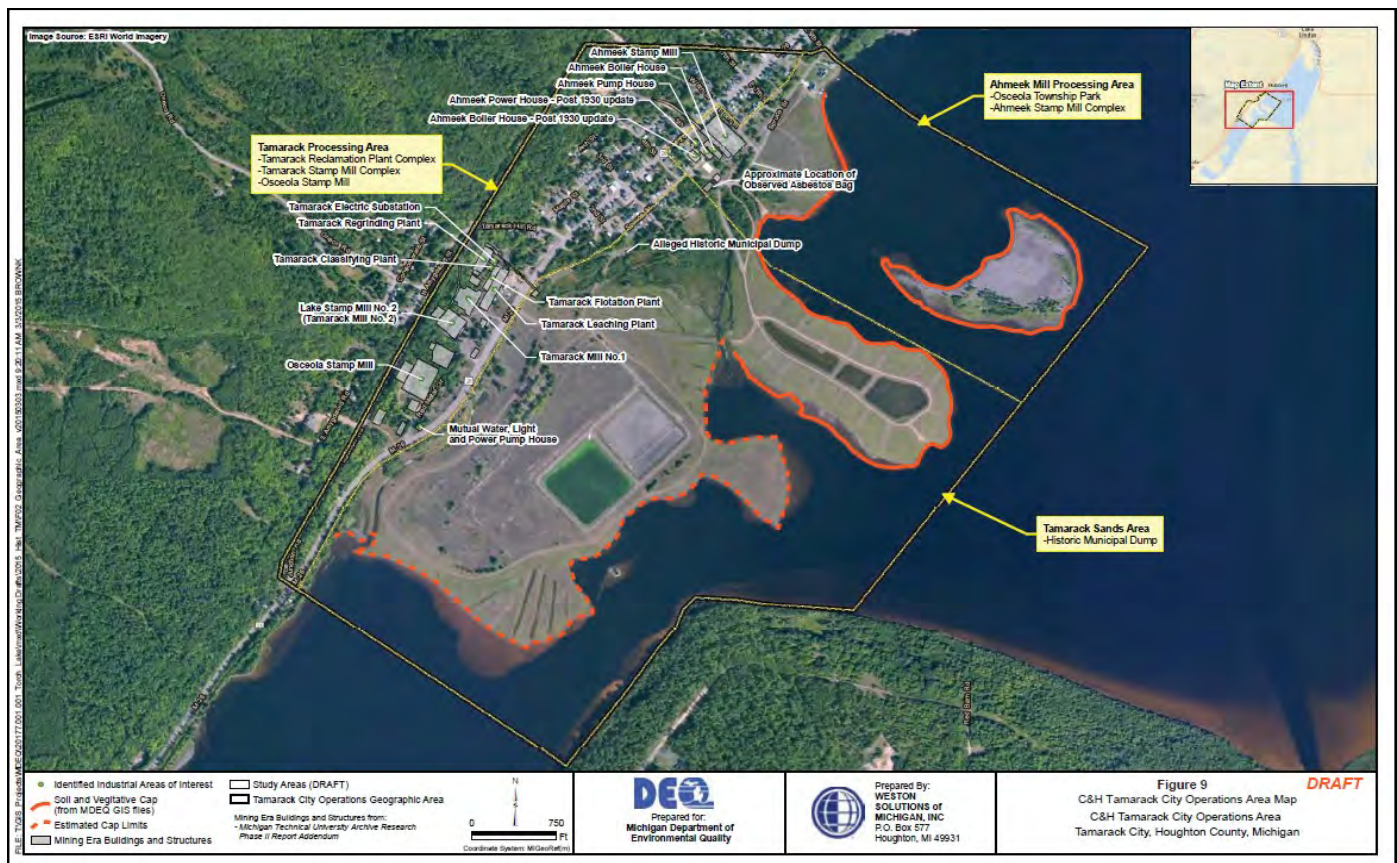 Image Source: ESRI World Imagery
Ahmeek Stamp Mill
Ahmeek Boiler House
Ahmeek Pump House
Ahmeek Power House - Post 1930 update
Ahmeek Boiler House - Post 1930 update
Ahmeek Mill Processing Area
-Osceola Township Park
-Ahmeek Stamp Mill Complex
Map Extent
Tamarack Processing Area
-Tamarack Reclamation Plant Complex
-Tamarack Stamp Mill Complex
-Osceola Stamp Mill
Approximate Location of
Observed Asbestos Bag
Tamarack Electric Substation
Tamarack Regrinding Plant
Tamarack Hill Rd
Alleged Historic Municipal Dump
Tamarack Classifying Plant
Tamarack Flotation Plant
Lake Stamp Mill No. 2
(Tamarack Mill No. 2)
Tamarack Leaching Plant
Tamarack Mill No.1
Osceola Stamp Mill
Mutual Water, Light
and Power Pump House
M-26
Tamarack Sands Area
-Historic Municipal Dump
M-26
Identified Industrial Areas of Interest
Soil and Vegitative Cap
(from MDEQ GIS files)
Estimated Cap Limits
Mining Era Buildings and Structures
Study Areas (DRAFT)
Tamarack City Operations Geographic Area
Mining Era Buildings and Structures from:
- Michigan Technical University Archive Research
Phase II Report Addendum
N
0 750
Ft
Coordinate System: MIGeoRef(m)
DEQ
Prepared for:
Michigan Department of
Environmental Quality
Prepared By:
WESTON
SOLUTIONS of
MICHIGAN, INC
P.O. Box 577
Houghton, MI 49931
Figure 9
DRAFT
C&H Tamarack City Operations Area Map
C&H Tamarack City Operations Area
Tamarack City, Houghton County, Michigan